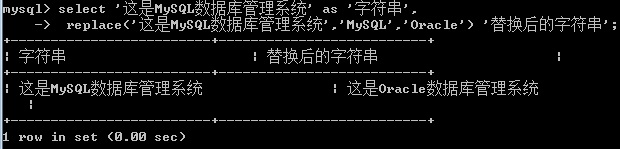 mysql> select '这是MySQL数据库管理系统' as '字符串',
    -> replace('这是MySQL数据库管理系统','MySQL','Oracle') '替换后的字符串';
+--------------------------+--------------------------+
| 字符串                   | 替换后的字符串                   |
+--------------------------+--------------------------+
| 这是MySQL数据库管理系统                | 这是Oracle数据库管理系统
  |
+--------------------------+--------------------------+
1 row in set (0.00 sec)